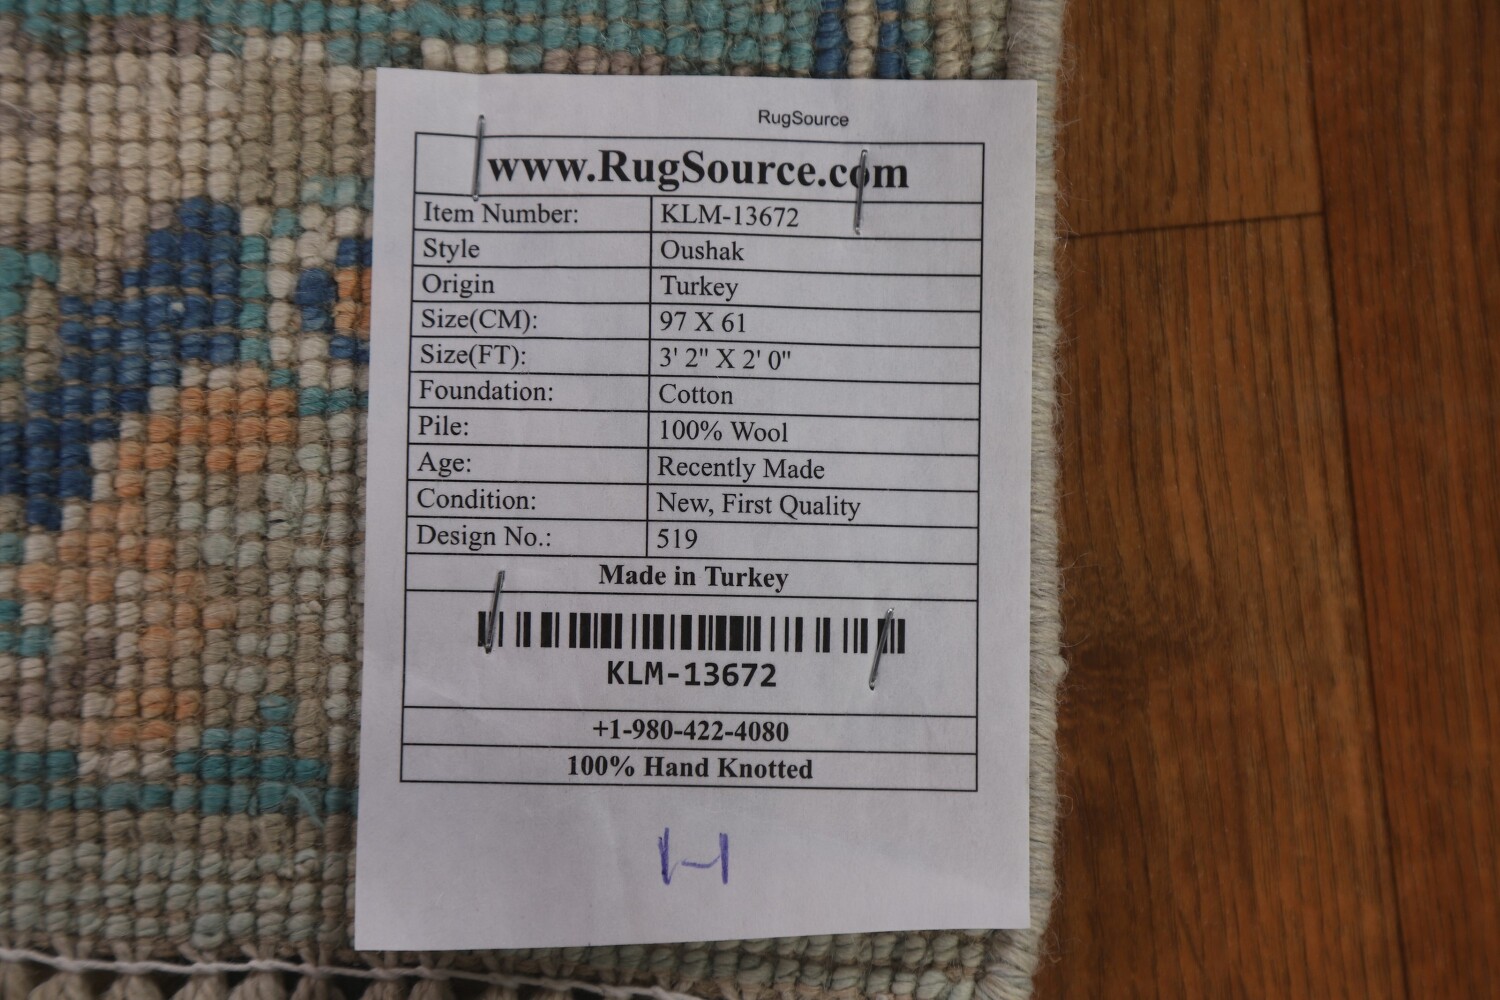 RugSource
www.RugSource.com
Item Number: KLM-13672
Style Oushak
Origin Turkey
Size(CM): 97 X 61
Size(FT): 3' 2" X 2' 0"
Foundation: Cotton
Pile: 100% Wool
Age: Recently Made
Condition: New, First Quality
Design No.: 519
Made in Turkey
KLM-13672
+1-980-422-4080
100% Hand Knotted